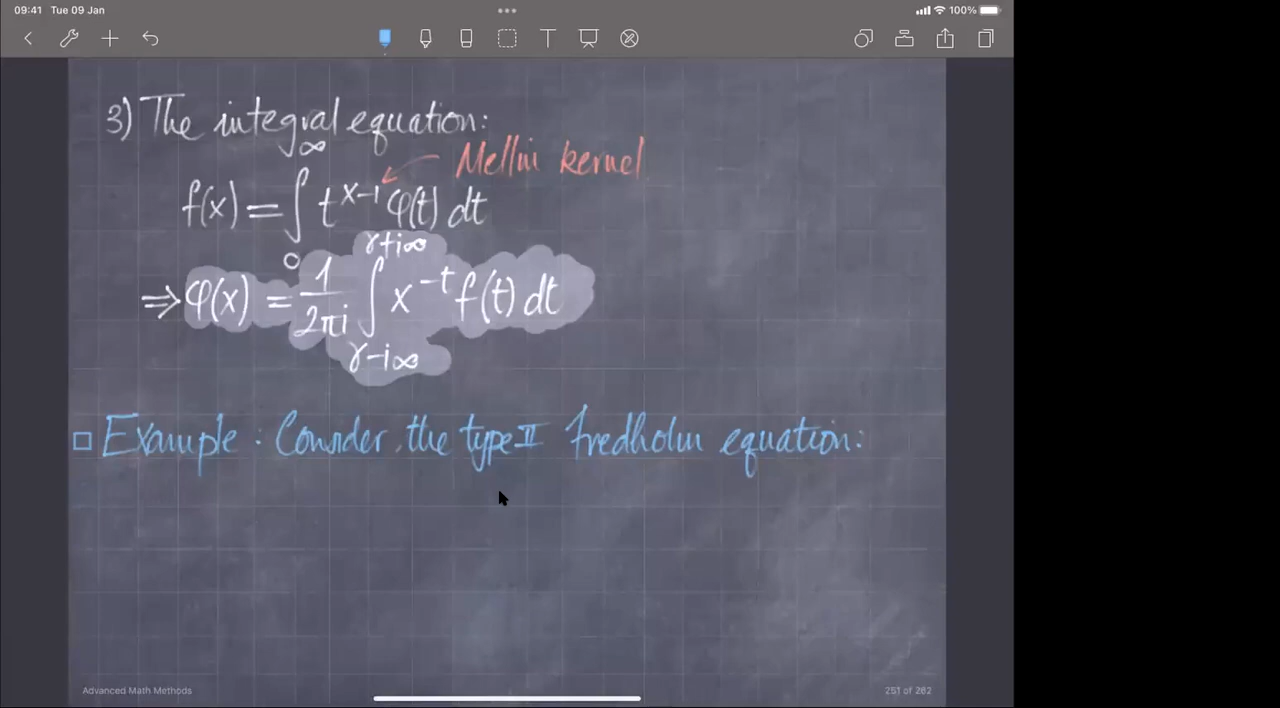 09:41 Tue 09 Jan
100%
3) The integral equation:
Mellin kernel
f(x) = ∫₀^∞ t^{x-1} φ(t) dt
⇒ φ(x) = \frac{1}{2πi} ∫_{γ-i∞}^{γ+i∞} x^{-t} f(t) dt
□ Example : Consider, the type II Fredholm equation:
Advanced Math Methods
251 of 262